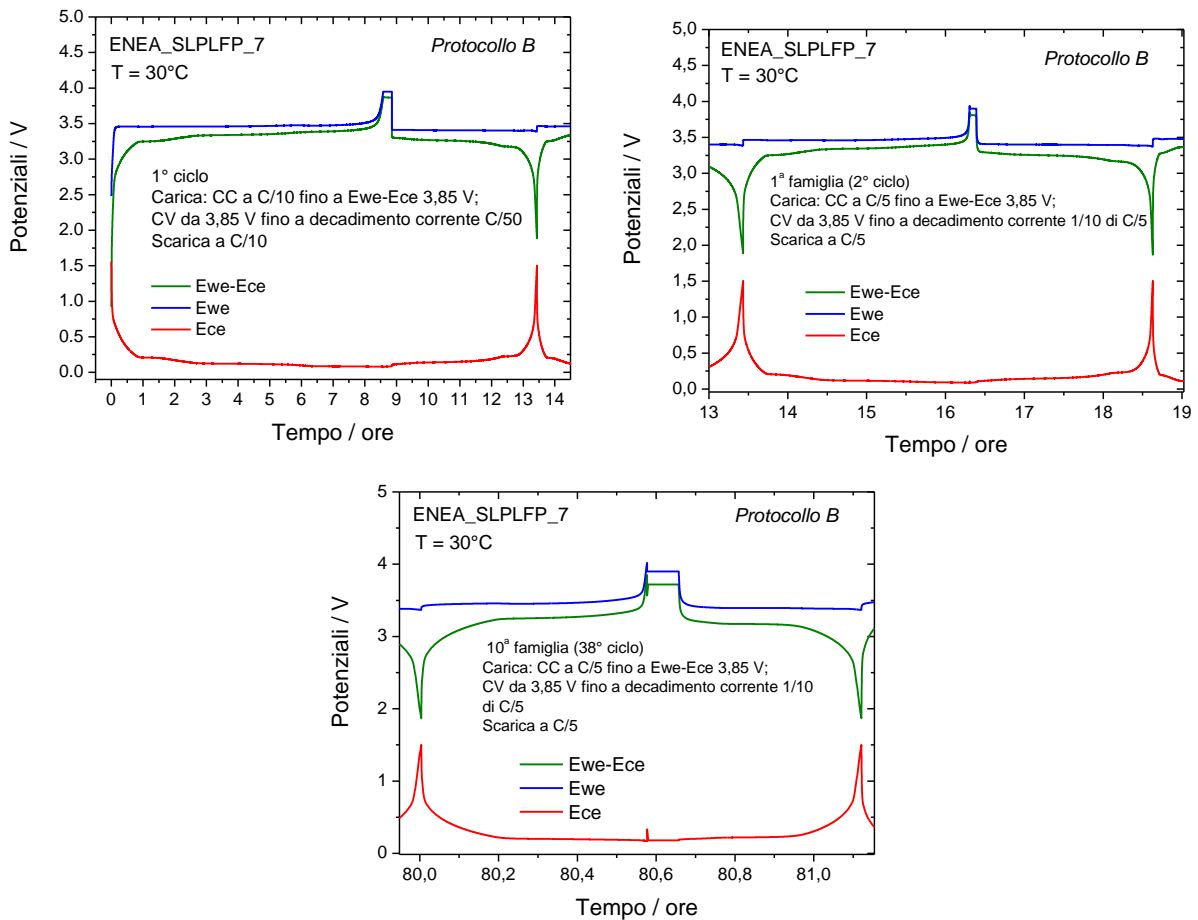 5.0
4.5
4.0
3.5
3.0
2.5
2.0
1.5
1.0
0.5
0.0
Potenziali / V
ENEA_SLPLFP_7
Protocollo B
T = 30°C
1° ciclo
Carica: CC a C/10 fino a Ewe-Ece 3,85 V;
CV da 3,85 V fino a decadimento corrente C/50
Scarica a C/10
Ewe-Ece
Ewe
Ece
0 1 2 3 4 5 6 7 8 9 10 11 12 13 14
Tempo / ore
5,0
4,5
4,0
3,5
3,0
2,5
2,0
1,5
1,0
0,5
0,0
Potenziali / V
ENEA_SLPLFP_7
Protocollo B
T = 30°C
1ª famiglia (2° ciclo)
Carica: CC a C/5 fino a Ewe-Ece 3,85 V;
CV da 3,85 V fino a decadimento corrente 1/10 di C/5
Scarica a C/5
Ewe-Ece
Ewe
Ece
13 14 15 16 17 18 19
Tempo / ore
5
4
3
2
1
0
Potenziali / V
ENEA_SLPLFP_7
Protocollo B
T = 30°C
10ª famiglia (38° ciclo)
Carica: CC a C/5 fino a Ewe-Ece 3,85 V;
CV da 3,85 V fino a decadimento corrente 1/10
di C/5
Scarica a C/5
Ewe-Ece
Ewe
Ece
80,0 80,2 80,4 80,6 80,8 81,0
Tempo / ore